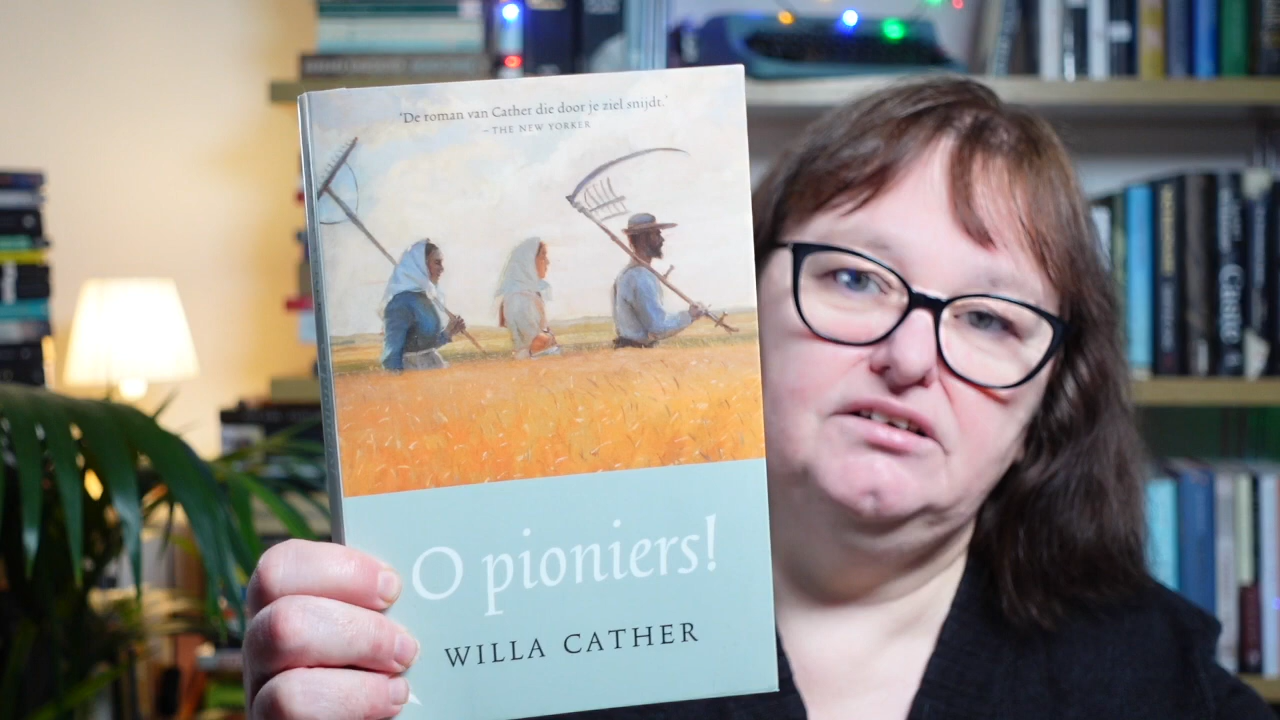 'De roman van Cather die door je ziel snijdt.'
– THE NEW YORKER
O pioniers!
WILLA CATHER